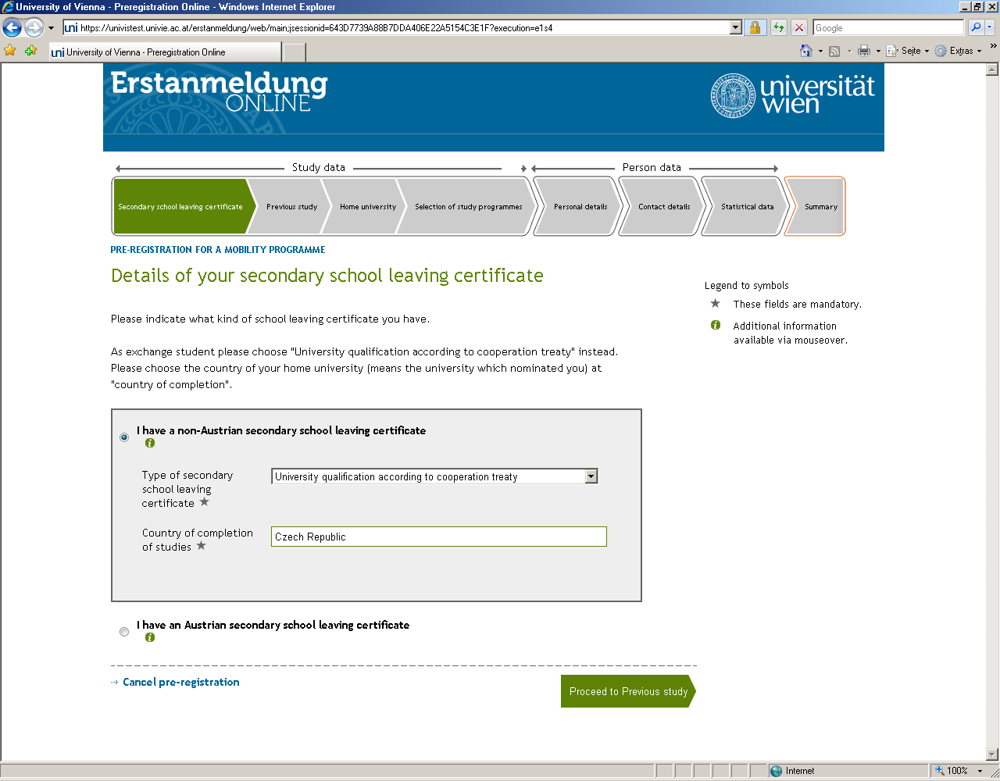 University of Vienna - Preregistration Online - Windows Internet Explorer
uni https://univistest.univie.ac.at/erstanmeldung/web/main;jsessionid=643D7739A88B7DDA406E22A5154C3E1F?execution=e1s4
Google
uni University of Vienna - Preregistration Online
Seite
Extras
Erstanmeldung
ONLINE
universität
wien
Study data
Person data
Secondary school leaving certificate
Previous study
Home university
Selection of study programmes
Personal details
Contact details
Statistical data
Summary
PRE-REGISTRATION FOR A MOBILITY PROGRAMME
Details of your secondary school leaving certificate
Legend to symbols
These fields are mandatory.
Additional information
available via mouseover.
Please indicate what kind of school leaving certificate you have.
As exchange student please choose "University qualification according to cooperation treaty" instead.
Please choose the country of your home university (means the university which nominated you) at
"country of completion".
I have a non-Austrian secondary school leaving certificate
Type of secondary
school leaving
certificate
University qualification according to cooperation treaty
Country of completion
of studies
Czech Republic
I have an Austrian secondary school leaving certificate
Cancel pre-registration
Proceed to Previous study
Internet
100%